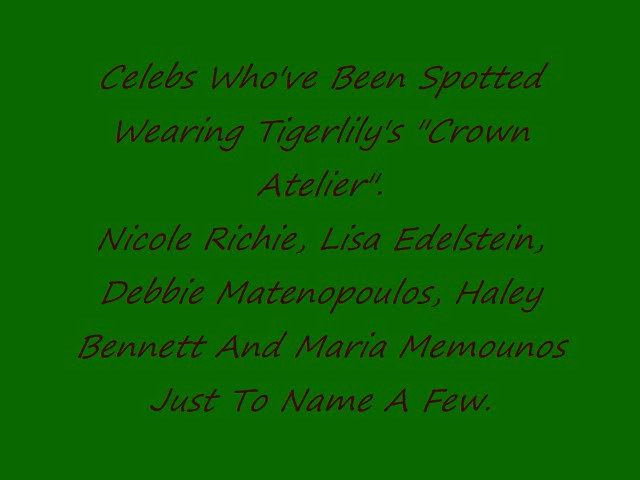 Celebs Who've Been Spotted
Wearing Tigerlily's "Crown
Atelier".
Nicole Richie, Lisa Edelstein,
Debbie Matenopoulos, Haley
Bennett And Maria Memounos
Just To Name A Few.